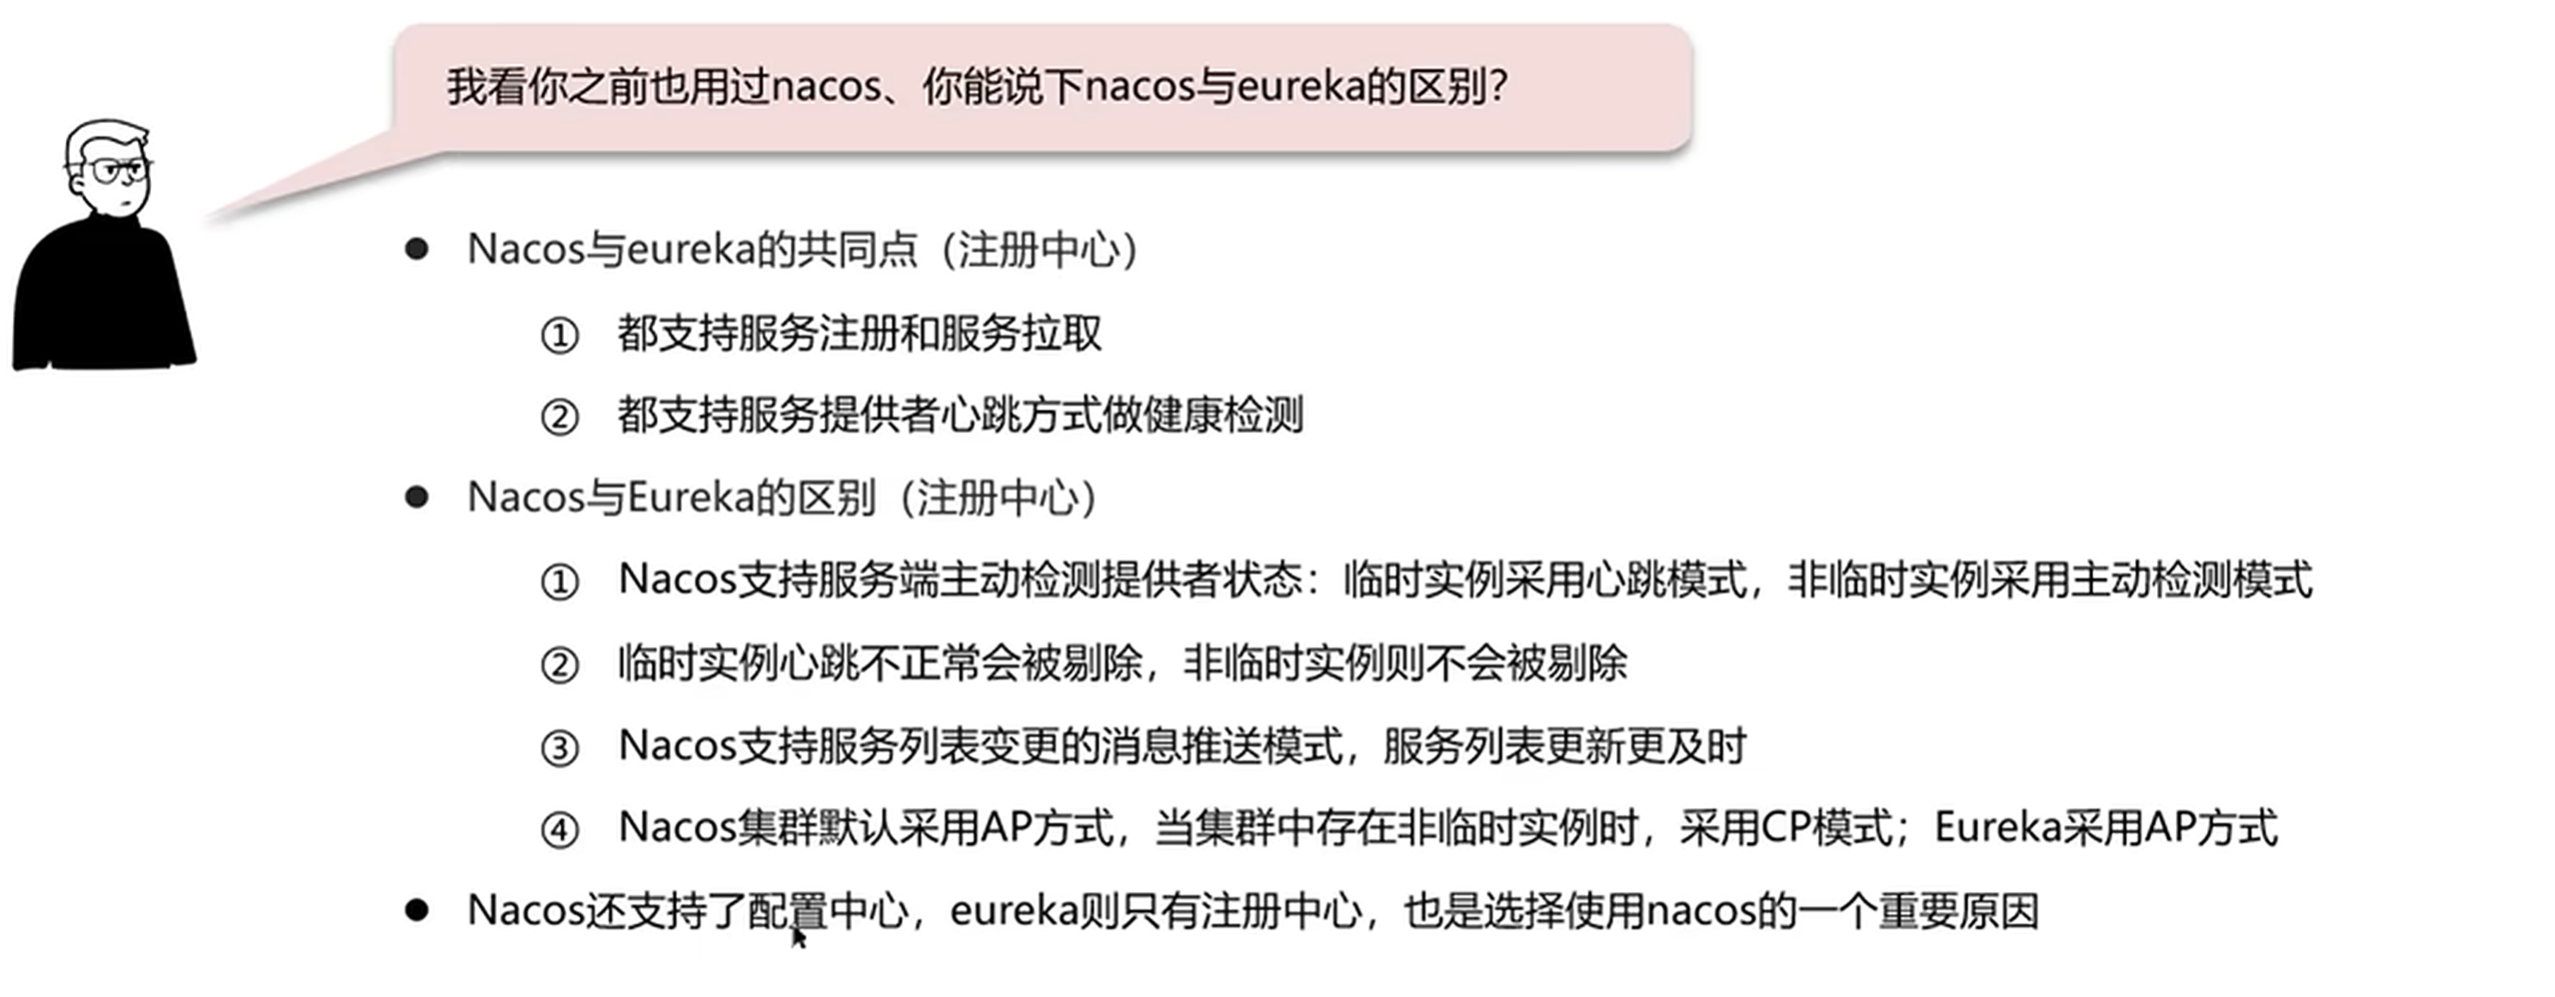 我看你之前也用过nacos、你能说下nacos与eureka的区别？
● Nacos与eureka的共同点（注册中心）
① 都支持服务注册和服务拉取
② 都支持服务提供者心跳方式做健康检测
● Nacos与Eureka的区别（注册中心）
① Nacos支持服务端主动检测提供者状态：临时实例采用心跳模式，非临时实例采用主动检测模式
② 临时实例心跳不正常会被剔除，非临时实例则不会被剔除
③ Nacos支持服务列表变更的消息推送模式，服务列表更新更及时
④ Nacos集群默认采用AP方式，当集群中存在非临时实例时，采用CP模式；Eureka采用AP方式
● Nacos还支持了配置中心，eureka则只有注册中心，也是选择使用nacos的一个重要原因